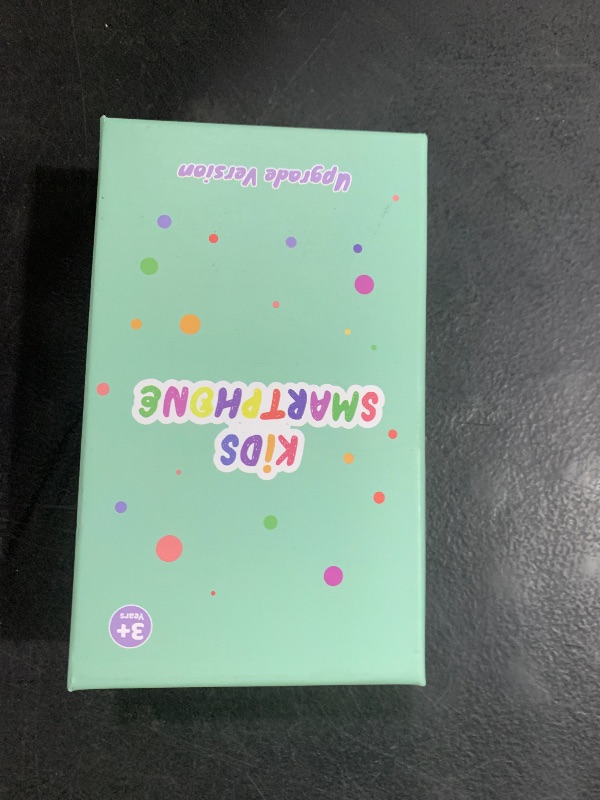 3+
Years
KiDS
SMARTPHONE
Upgrade Version